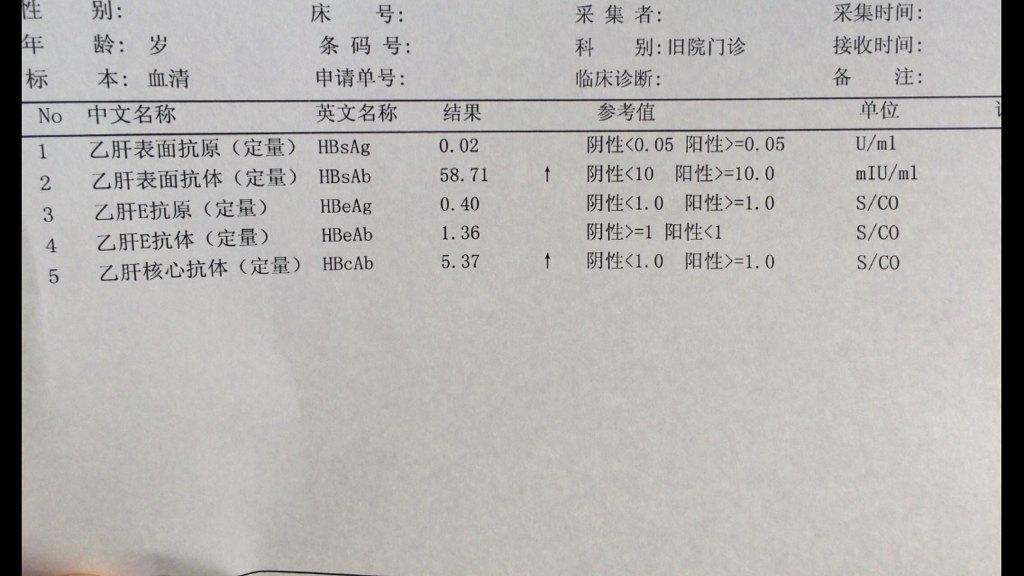 性 别: 床 号: 采 集 者: 采集时间:
年 龄: 岁 条 码 号: 科 别:旧院门诊 接收时间:
标 本: 血清 申请单号: 临床诊断: 备 注:
No 中文名称 英文名称 结果 参考值 单位
1 乙肝表面抗原（定量） HBsAg 0.02 阴性<0.05 阳性>=0.05 U/ml
2 乙肝表面抗体（定量） HBsAb 58.71 ↑ 阴性<10 阳性>=10.0 mIU/ml
3 乙肝E抗原（定量） HBeAg 0.40 阴性<1.0 阳性>=1.0 S/CO
4 乙肝E抗体（定量） HBeAb 1.36 阴性>=1 阳性<1 S/CO
5 乙肝核心抗体（定量） HBcAb 5.37 ↑ 阴性<1.0 阳性>=1.0 S/CO